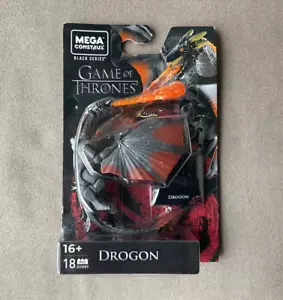 MEGA
CONSTRUX
BLACK SERIES
GAME OF
THRONES
DROGON
16+
18
DROGON